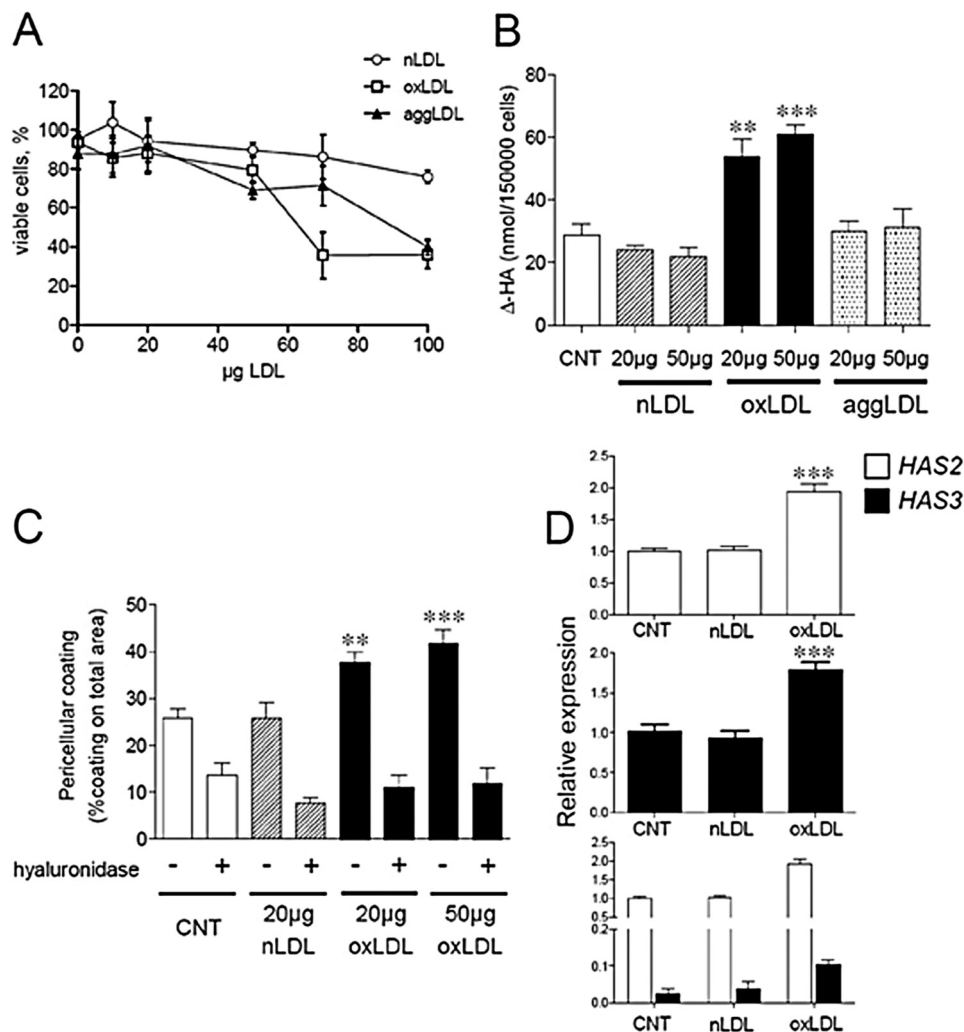 A
nLDL
oxLDL
aggLDL
120
100
80
60
40
20
0
viable cells, %
0 20 40 60 80 100
µg LDL
B
80
60
40
20
0
Δ-HA (nmol/150000 cells)
** ***
CNT 20µg 50µg 20µg 50µg 20µg 50µg
nLDL oxLDL aggLDL
C
50
40
30
20
10
0
Pericellular coating
(%coating on total area)
** ***
hyaluronidase - + - + - + - +
CNT 20µg 20µg 50µg
nLDL oxLDL oxLDL
D
HAS2
HAS3
Relative expression
2.5
2.0
1.5
1.0
0.5
0.0
***
CNT nLDL oxLDL
2.0
1.5
1.0
0.5
0.0
***
CNT nLDL oxLDL
2.5
2.0
1.5
1.0
0.5
0.2
0.1
0.0
CNT nLDL oxLDL